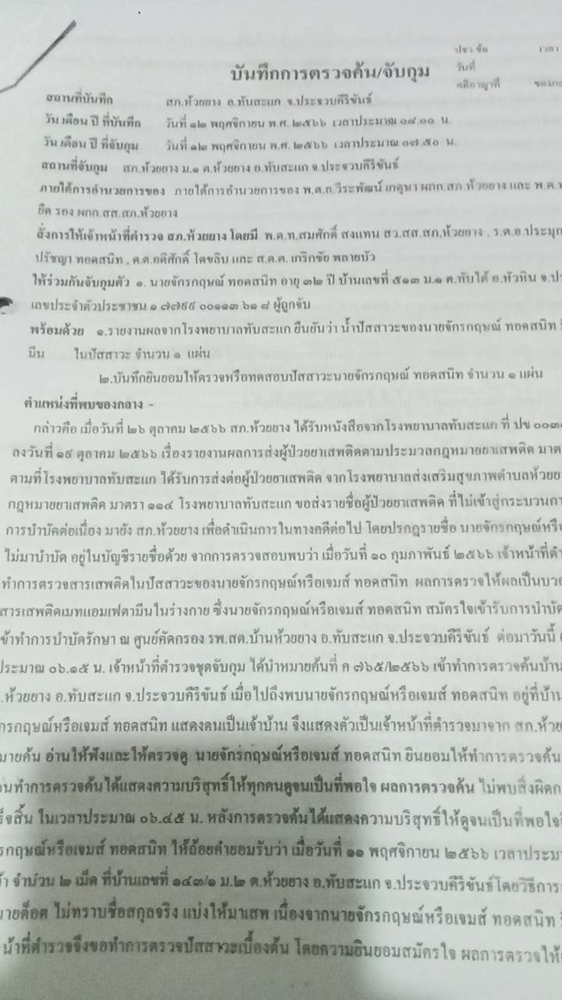 ปจว ข้อ เวลา
บันทึกการตรวจค้น/จับกุม
วันที่
คดีอาญาที่ ของกล
สถานที่บันทึก สภ.ห้วยยาง อ.ทับสะแก จ.ประจวบคีรีขันธ์
วัน เดือน ปี ที่บันทึก วันที่ ๑๒ พฤศจิกายน พ.ศ. ๒๕๖๖ เวลาประมาณ ๐๘.๐๐ น.
วัน เดือน ปี ที่จับกุม วันที่ ๑๒ พฤศจิกายน พ.ศ. ๒๕๖๖ เวลาประมาณ ๐๗.๕๐ น.
สถานที่จับกุม สภ.ห้วยยาง ม.๑ ต.ห้วยยาง อ.ทับสะแก จ.ประจวบคีรีขันธ์
ภายใต้การอำนวยการของ ภายใต้การอำนวยการของ พ.ต.อ.วีระพัฒน์ เกตุษา ผกก.สภ.ห้วยยาง และ พ.ต.ท
ยึด รอง ผกก.สส.สภ.ห้วยยาง
สั่งการให้เจ้าหน้าที่ตำรวจ สภ.ห้วยยาง โดยมี พ.ต.ท.สมศักดิ์ สงแทน สว.สส.สภ.ห้วยยาง , ร.ต.อ.ประมุก
ปรัชญา ทอดสนิท , ด.ต.อดิศักดิ์ โตขลิบ และ ส.ต.ต. เกริกชัย พลายบัว
ให้ร่วมกันจับกุมตัว ๑. นายจักรกฤษณ์ ทอดสนิท อายุ ๓๒ ปี บ้านเลขที่ ๕๑๓ ม.๑ ต.ทับใต้ อ.หัวหิน จ.ปร
เลขประจำตัวประชาชน ๑ ๗๗๙๙ ๐๐๑๑๓ ๖๑ ๘ ผู้ถูกจับ
พร้อมด้วย ๑.รายงานผลจากโรงพยาบาลทับสะแก ยืนยันว่า น้ำปัสสาวะของนายจักรกฤษณ์ ทอดสนิท
มีน ในปัสสาวะ จำนวน ๑ แผ่น
๒.บันทึกยินยอมให้ตรวจหรือทดสอบปัสสาวะนายจักรกฤษณ์ ทอดสนิท จำนวน ๑ แผ่น
ตำแหน่งที่พบของกลาง -
กล่าวคือ เมื่อวันที่ ๒๖ ตุลาคม ๒๕๖๖ สภ.ห้วยยาง ได้รับหนังสือจากโรงพยาบาลทับสะแก ที่ ปข ๐๐๓
ลงวันที่ ๑๙ ตุลาคม ๒๕๖๖ เรื่องรายงานผลการส่งผู้ป่วยยาเสพติดตามประมวลกฎหมายยาเสพติด มาต
ตามที่โรงพยาบาลทับสะแก ได้รับการส่งต่อผู้ป่วยยาเสพติด จากโรงพยาบาลส่งเสริมสุขภาพตำบลห้วยย
กฎหมายยาเสพติด มาตรา ๑๑๔ โรงพยาบาลทับสะแก ขอส่งรายชื่อผู้ป่วยยาเสพติด ที่ไม่เข้าสู่กระบวนกา
การบำบัดต่อเนื่อง มายัง สภ.ห้วยยาง เพื่อดำเนินการในทางคดีต่อไป โดยปรกฎรายชื่อ นายจักรกฤษณ์หรือ
ไม่มาบำบัด อยู่ในบัญชีรายชื่อด้วย จากการตรวจสอบพบว่า เมื่อวันที่ ๑๐ กุมภาพันธ์ ๒๕๖๖ เจ้าหน้าที่ตำ
ทำการตรวจสารเสพติดในปัสสาวะของนายจักรกฤษณ์หรือเจมส์ ทอดสนิท ผลการตรวจให้ผลเป็นบวก
สารเสพติดเมทแอมเฟตามีนในร่างกาย ซึ่งนายจักรกฤษณ์หรือเจมส์ ทอดสนิท สมัครใจเข้ารับการบำบัด
ข้าทำการบำบัดรักษา ณ ศูนย์คัดกรอง รพ.สต.บ้านห้วยยาง อ.ทับสะแก จ.ประจวบคีรีขันธ์ ต่อมาวันนี้ (
ประมาณ ๐๖.๑๕ น. เจ้าหน้าที่ตำรวจชุดจับกุม ได้นำหมายค้นที่ ค ๗๖๕/๒๕๖๖ เข้าทำการตรวจค้นบ้าน
.ห้วยยาง อ.ทับสะแก จ.ประจวบคีรีขันธ์ เมื่อไปถึงพบนายจักรกฤษณ์หรือเจมส์ ทอดสนิท อยู่ที่บ้าน
กรกฤษณ์หรือเจมส์ ทอดสนิท แสดงตนเป็นเจ้าบ้าน จึงแสดงตัวเป็นเจ้าหน้าที่ตำรวจมาจาก สภ.ห้วย
มายค้น อ่านให้ฟังและให้ตรวจดู นายจักรกฤษณ์หรือเจมส์ ทอดสนิท ยินยอมให้ทำการตรวจค้น
นทำการตรวจค้นได้แสดงความบริสุทธิ์ให้ทุกคนดูจนเป็นที่พอใจ ผลการตรวจค้น ไม่พบสิ่งผิดก
ร็จสิ้น ในเวลาประมาณ ๐๖.๔๕ น. หลังการตรวจค้นได้แสดงความบริสุทธิ์ให้ดูจนเป็นที่พอใจ
รกฤษณ์หรือเจมส์ ทอดสนิท ให้ถ้อยคำยอมรับว่า เมื่อวันที่ ๑๑ พฤศจิกายน ๒๕๖๖ เวลาประมา
จำนวน ๒ เม็ด ที่บ้านเลขที่ ๑๔๓/๑ ม.๒ ต.ห้วยยาง อ.ทับสะแก จ.ประจวบคีรีขันธ์โดยวิธีการ
ายด็อต ไม่ทราบชื่อสกุลจริง แบ่งให้มาเสพ เนื่องจากนายจักรกฤษณ์หรือเจมส์ ทอดสนิท
น้าที่ตำรวจจึงขอทำการตรวจปัสสาวะเบื้องต้น โดยความยินยอมสมัครใจ ผลการตรวจให้